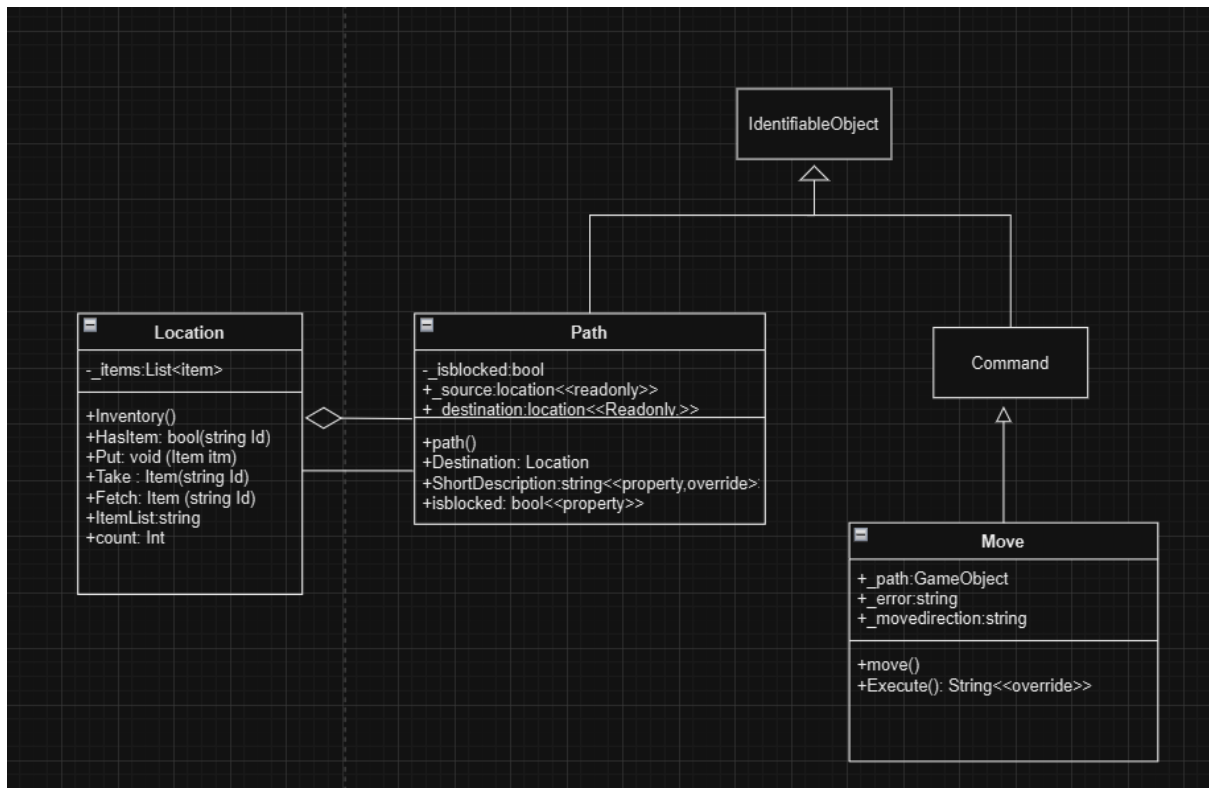 IdentifiableObject
Location
-_items:List<item>
+Inventory()
+HasItem: bool(string Id)
+Put: void (Item itm)
+Take : Item(string Id)
+Fetch: Item (string Id)
+ItemList:string
+count: Int
Path
-_isblocked:bool
+_source:location<<readonly>>
+_destination:location<<Readonly.>>
+path()
+Destination: Location
+ShortDescription:string<<property,override>
+isblocked: bool<<property>>
Command
Move
+_path:GameObject
+_error:string
+_movedirection:string
+move()
+Execute(): String<<override>>